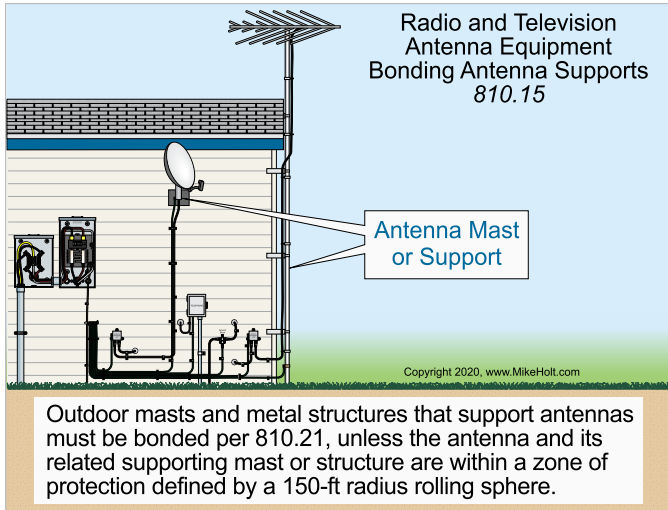 Radio and Television
Antenna Equipment
Bonding Antenna Supports
810.15
Antenna Mast
or Support
Copyright 2020, www.MikeHolt.com
Outdoor masts and metal structures that support antennas
must be bonded per 810.21, unless the antenna and its
related supporting mast or structure are within a zone of
protection defined by a 150-ft radius rolling sphere.